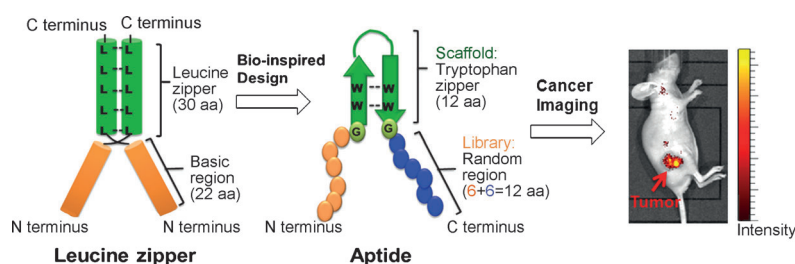 C terminus C terminus
L L
L L
L L
L L
L L
Leucine
zipper
(30 aa)
Basic
region
(22 aa)
N terminus N terminus
Leucine zipper
Bio-inspired
Design
W W
W W
G G
Scaffold:
Tryptophan
zipper
(12 aa)
Library:
Random
region
(6+6=12 aa)
N terminus C terminus
Aptide
Cancer
Imaging
Tumor
Intensity